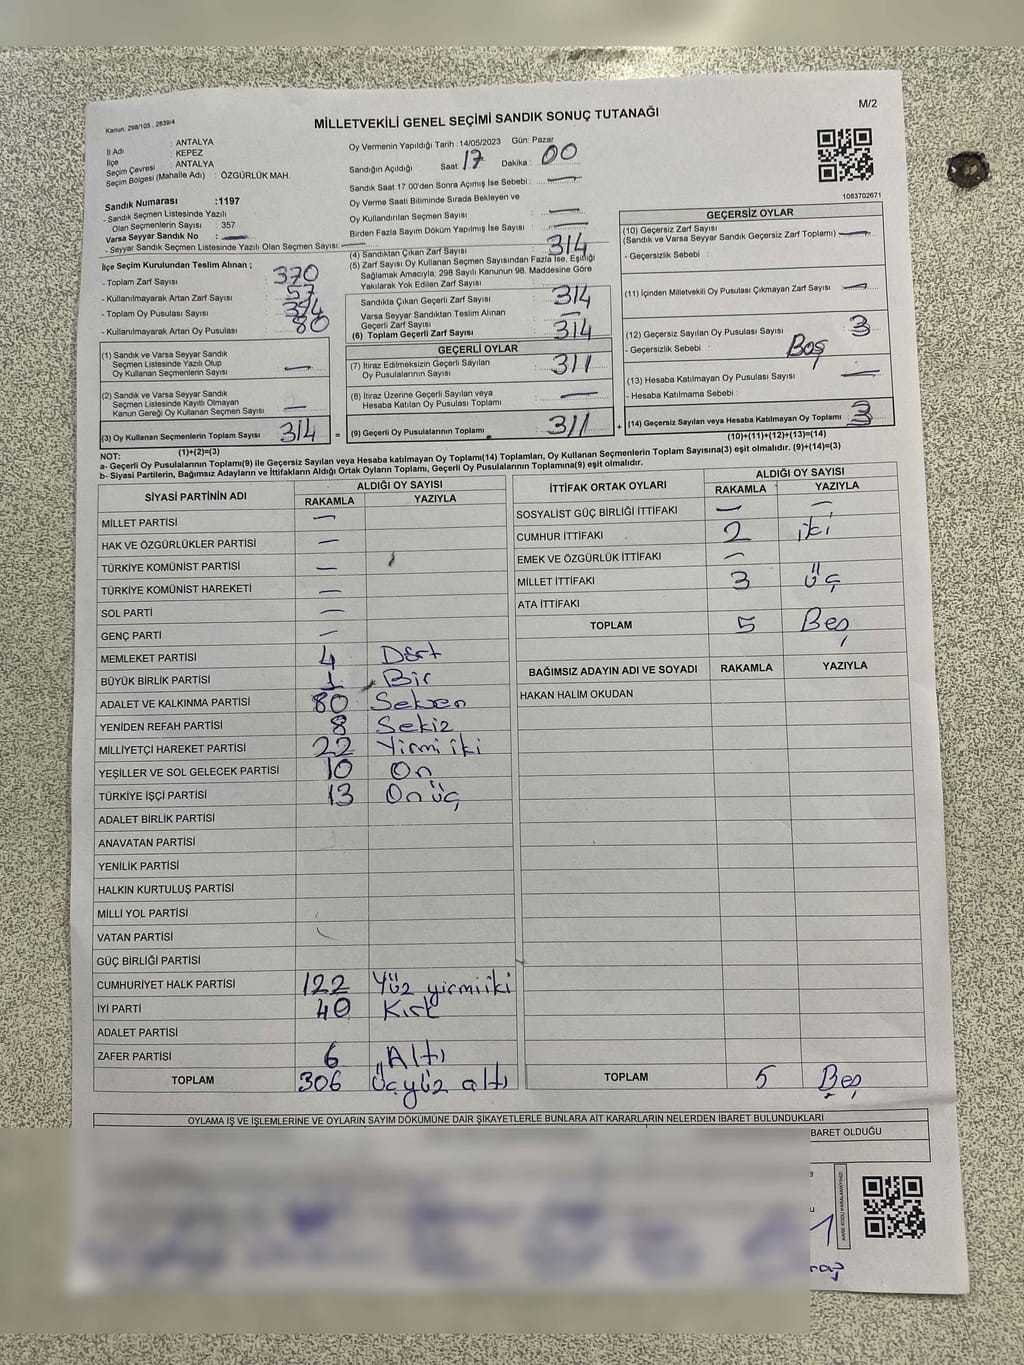 Kanun; 298/105 , 2839/4
MİLLETVEKİLİ GENEL SEÇİMİ SANDIK SONUÇ TUTANAĞI
M/2
İl Adı : ANTALYA
İlçe : KEPEZ
Seçim Çevresi : ANTALYA
Seçim Bölgesi (Mahalle Adı) : ÖZGÜRLÜK MAH.
Sandık Numarası :1197
- Sandık Seçmen Listesinde Yazılı
Olan Seçmenlerin Sayısı : 357
Varsa Seyyar Sandık No : —
- Seyyar Sandık Seçmen Listesinde Yazılı Olan Seçmen Sayısı: —
Oy Vermenin Yapıldığı Tarih :14/05/2023 Gün: Pazar
Sandığın Açıldığı Saat: 17 Dakika : 00
Sandık Saat 17.00'den Sonra Açılmış İse Sebebi : —
Oy Verme Saati Bitiminde Sırada Bekleyen ve
Oy Kullandırılan Seçmen Sayısı —
Birden Fazla Sayım Döküm Yapılmış İse Sayısı : —
1083702671
İlçe Seçim Kurulundan Teslim Alınan ;
- Toplam Zarf Sayısı : 370
- Kullanılmayarak Artan Zarf Sayısı : 57
- Toplam Oy Pusulası :
- Kullanılmayarak Artan Oy Pusulası : 80
(1) Sandık ve Varsa Seyyar Sandık
Seçmen Listesinde Yazılı Olup
Oy Kullanan Seçmenlerin Sayısı —
(2) Sandık ve Varsa Seyyar Sandık
Seçmen Listesinde Kayıtlı Olmayan
Kanun Gereği Oy Kullanan Seçmen Sayısı —
(3) Oy Kullanan Seçmenlerin Toplam Sayısı 314 =
(1)+(2)=(3)
(4) Sandıktan Çıkan Zarf Sayısı 314
(5) Zarf Sayısı Oy Kullanan Seçmen Sayısından Fazla İse, Eşitliği
Sağlamak Amacıyla, 298 Sayılı Kanunun 98. Maddesine Göre
Yakılarak Yok Edilen Zarf Sayısı :
Sandıkta Çıkan Geçerli Zarf Sayısı 314
Varsa Seyyar Sandıktan Teslim Alınan
Geçerli Zarf Sayısı —
(6) Toplam Geçerli Zarf Sayısı 314
GEÇERLİ OYLAR
(7) İtiraz Edilmeksizin Geçerli Sayılan
Oy Pusulalarının Sayısı 311
(8) İtiraz Üzerine Geçerli Sayılan veya
Hesaba Katılan Oy Pusulası Toplamı —
(9) Geçerli Oy Pusulalarının Toplamı 311 +
GEÇERSİZ OYLAR
(10) Geçersiz Zarf Sayısı
(Sandık ve Varsa Seyyar Sandık Geçersiz Zarf Toplamı) —
- Geçersizlik Sebebi :
(11) İçinden Milletvekili Oy Pusulası Çıkmayan Zarf Sayısı —
(12) Geçersiz Sayılan Oy Pusulası Sayısı 3
- Geçersizlik Sebebi : Boş
(13) Hesaba Katılmayan Oy Pusulası Sayısı —
- Hesaba Katılmama Sebebi :
(14) Geçersiz Sayılan veya Hesaba Katılmayan Oy Toplamı 3
(10)+(11)+(12)+(13)=(14)
NOT:
a- Geçerli Oy Pusulalarının Toplamı(9) ile Geçersiz Sayılan veya Hesaba katılmayan Oy Toplamı(14) Toplamları, Oy Kullanan Seçmenlerin Toplam Sayısına(3) eşit olmalıdır. (9)+(14)=(3)
b- Siyasi Partilerin, Bağımsız Adayların ve İttifakların Aldığı Ortak Oyların Toplamı, Geçerli Oy Pusulalarının Toplamına(9) eşit olmalıdır.
SİYASİ PARTİNİN ADI ALDIĞI OY SAYISI
RAKAMLA YAZIYLA
MİLLET PARTİSİ —
HAK VE ÖZGÜRLÜKLER PARTİSİ —
TÜRKİYE KOMÜNİST PARTİSİ —
TÜRKİYE KOMÜNİST HAREKETİ —
SOL PARTİ —
GENÇ PARTİ —
MEMLEKET PARTİSİ 4 Dört
BÜYÜK BİRLİK PARTİSİ 1 Bir
ADALET VE KALKINMA PARTİSİ 80 Seksen
YENİDEN REFAH PARTİSİ 8 Sekiz
MİLLİYETÇİ HAREKET PARTİSİ 22 Yirmi iki
YEŞİLLER VE SOL GELECEK PARTİSİ 10 On
TÜRKİYE İŞÇİ PARTİSİ 13 On üç
ADALET BİRLİK PARTİSİ
ANAVATAN PARTİSİ
YENİLİK PARTİSİ
HALKIN KURTULUŞ PARTİSİ
MİLLİ YOL PARTİSİ
VATAN PARTİSİ
GÜÇ BİRLİĞİ PARTİSİ
CUMHURİYET HALK PARTİSİ 122 Yüz yirmiiki
İYİ PARTİ 40 Kırk
ADALET PARTİSİ
ZAFER PARTİSİ 6 Altı
TOPLAM 306 Üçyüz altı
İTTİFAK ORTAK OYLARI ALDIĞI OY SAYISI
RAKAMLA YAZIYLA
SOSYALİST GÜÇ BİRLİĞİ İTTİFAKI — —
CUMHUR İTTİFAKI 2 iki
EMEK VE ÖZGÜRLÜK İTTİFAKI —
MİLLET İTTİFAKI 3 üç
ATA İTTİFAKI
TOPLAM 5 Beş
BAĞIMSIZ ADAYIN ADI VE SOYADI RAKAMLA YAZIYLA
HAKAN HALİM OKUDAN
TOPLAM 5 Beş
OYLAMA İŞ VE İŞLEMLERİNE VE OYLARIN SAYIM DÖKÜMÜNE DAİR ŞİKAYETLERLE BUNLARA AİT KARARLARIN NELERDEN İBARET BULUNDUKLARI
BARET OLDUĞU